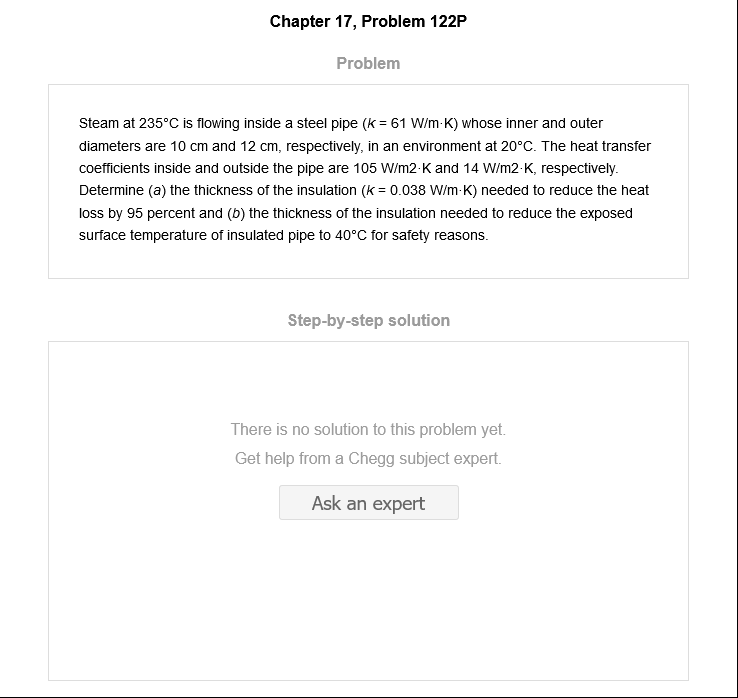 Chapter 17, Problem 122P
Problem
Steam at 235°C is flowing inside a steel pipe (k = 61 W/m·K) whose inner and outer
diameters are 10 cm and 12 cm, respectively, in an environment at 20°C. The heat transfer
coefficients inside and outside the pipe are 105 W/m2·K and 14 W/m2·K, respectively.
Determine (a) the thickness of the insulation (k = 0.038 W/m·K) needed to reduce the heat
loss by 95 percent and (b) the thickness of the insulation needed to reduce the exposed
surface temperature of insulated pipe to 40°C for safety reasons.
Step-by-step solution
There is no solution to this problem yet.
Get help from a Chegg subject expert.
Ask an expert